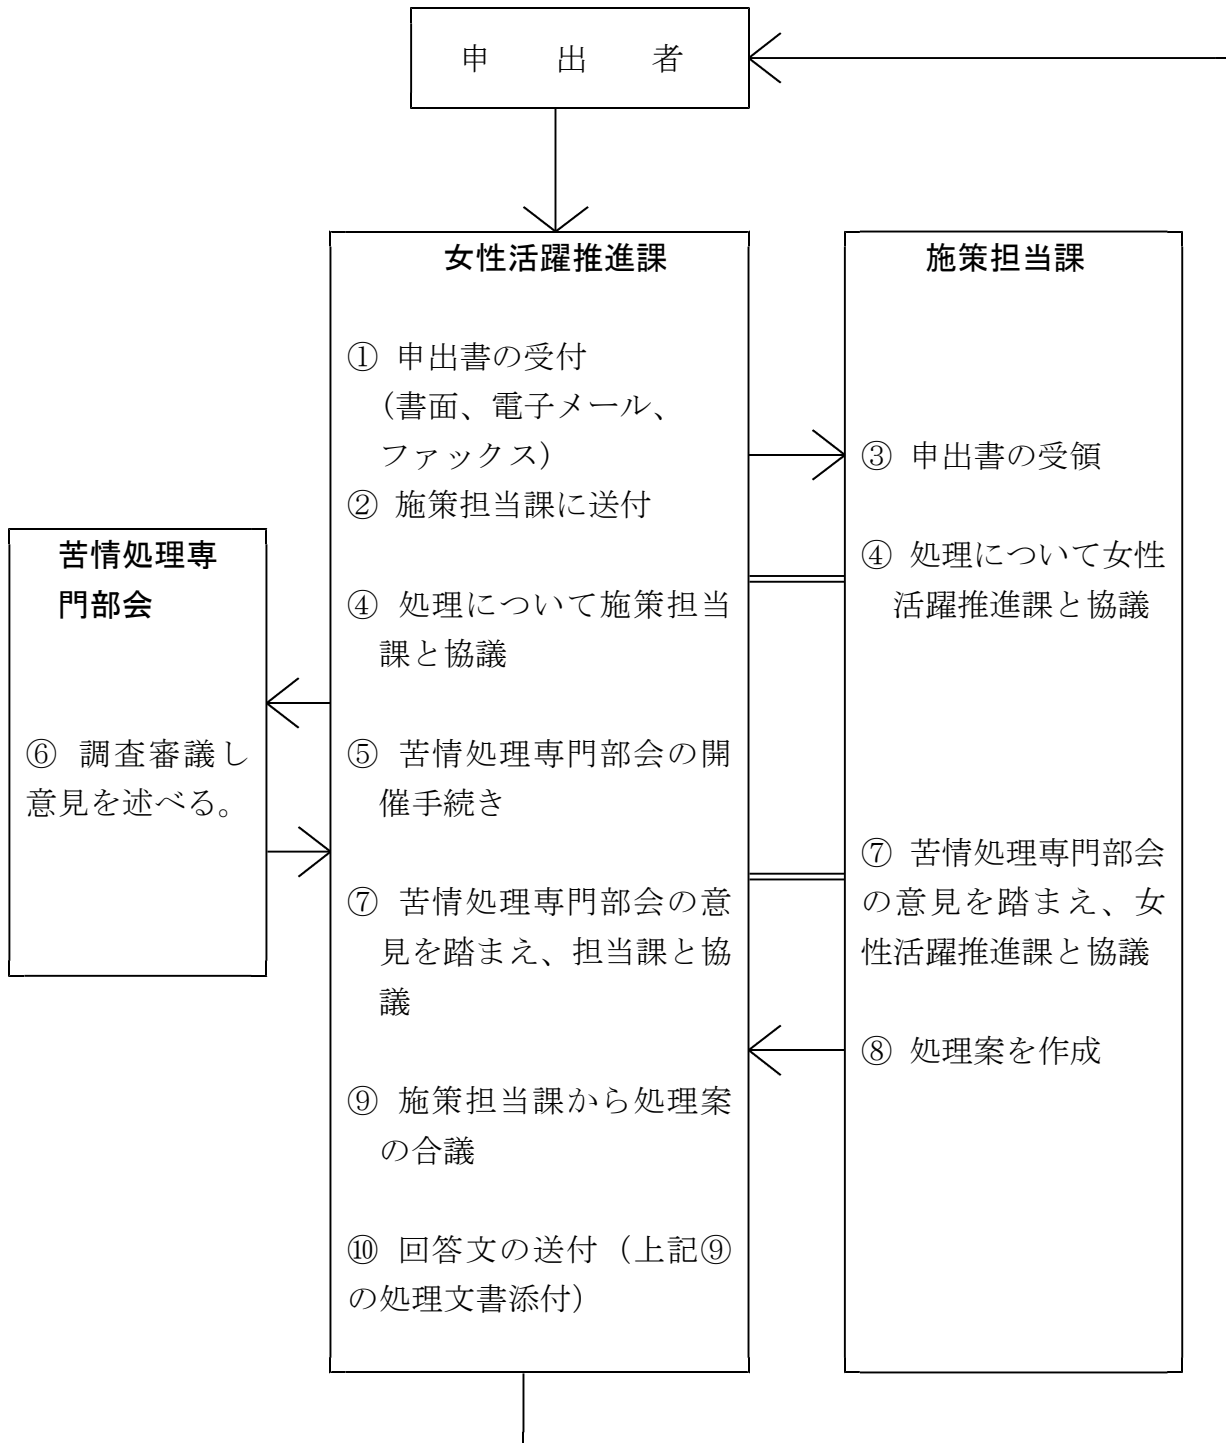 申　出　者
女性活躍推進課
① 申出書の受付
（書面、電子メール、
ファックス）
② 施策担当課に送付
④ 処理について施策担当
課と協議
⑤ 苦情処理専門部会の開
催手続き
⑦ 苦情処理専門部会の意
見を踏まえ、担当課と協
議
⑨ 施策担当課から処理案
の合議
⑩ 回答文の送付（上記⑨
の処理文書添付）
施策担当課
③ 申出書の受領
④ 処理について女性
活躍推進課と協議
⑦ 苦情処理専門部会
の意見を踏まえ、女
性活躍推進課と協議
⑧ 処理案を作成
苦情処理専
門部会
⑥ 調査審議し
意見を述べる。